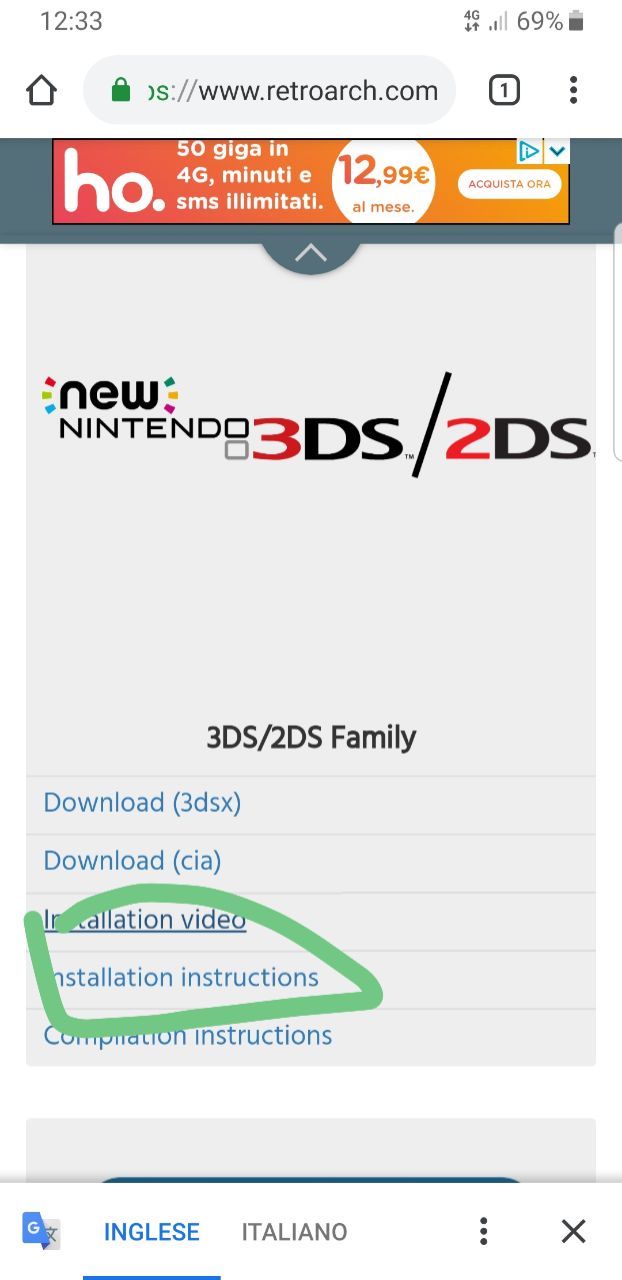 12:33
4G 69%
ps://www.retroarch.com
1
ho.
50 giga in
4G, minuti e
sms illimitati.
12,99€
al mese.
ACQUISTA ORA
new
NINTENDO 3DS™/2DS
3DS/2DS Family
Download (3dsx)
Download (cia)
Installation video
Installation instructions
Compilation instructions
G
INGLESE
ITALIANO